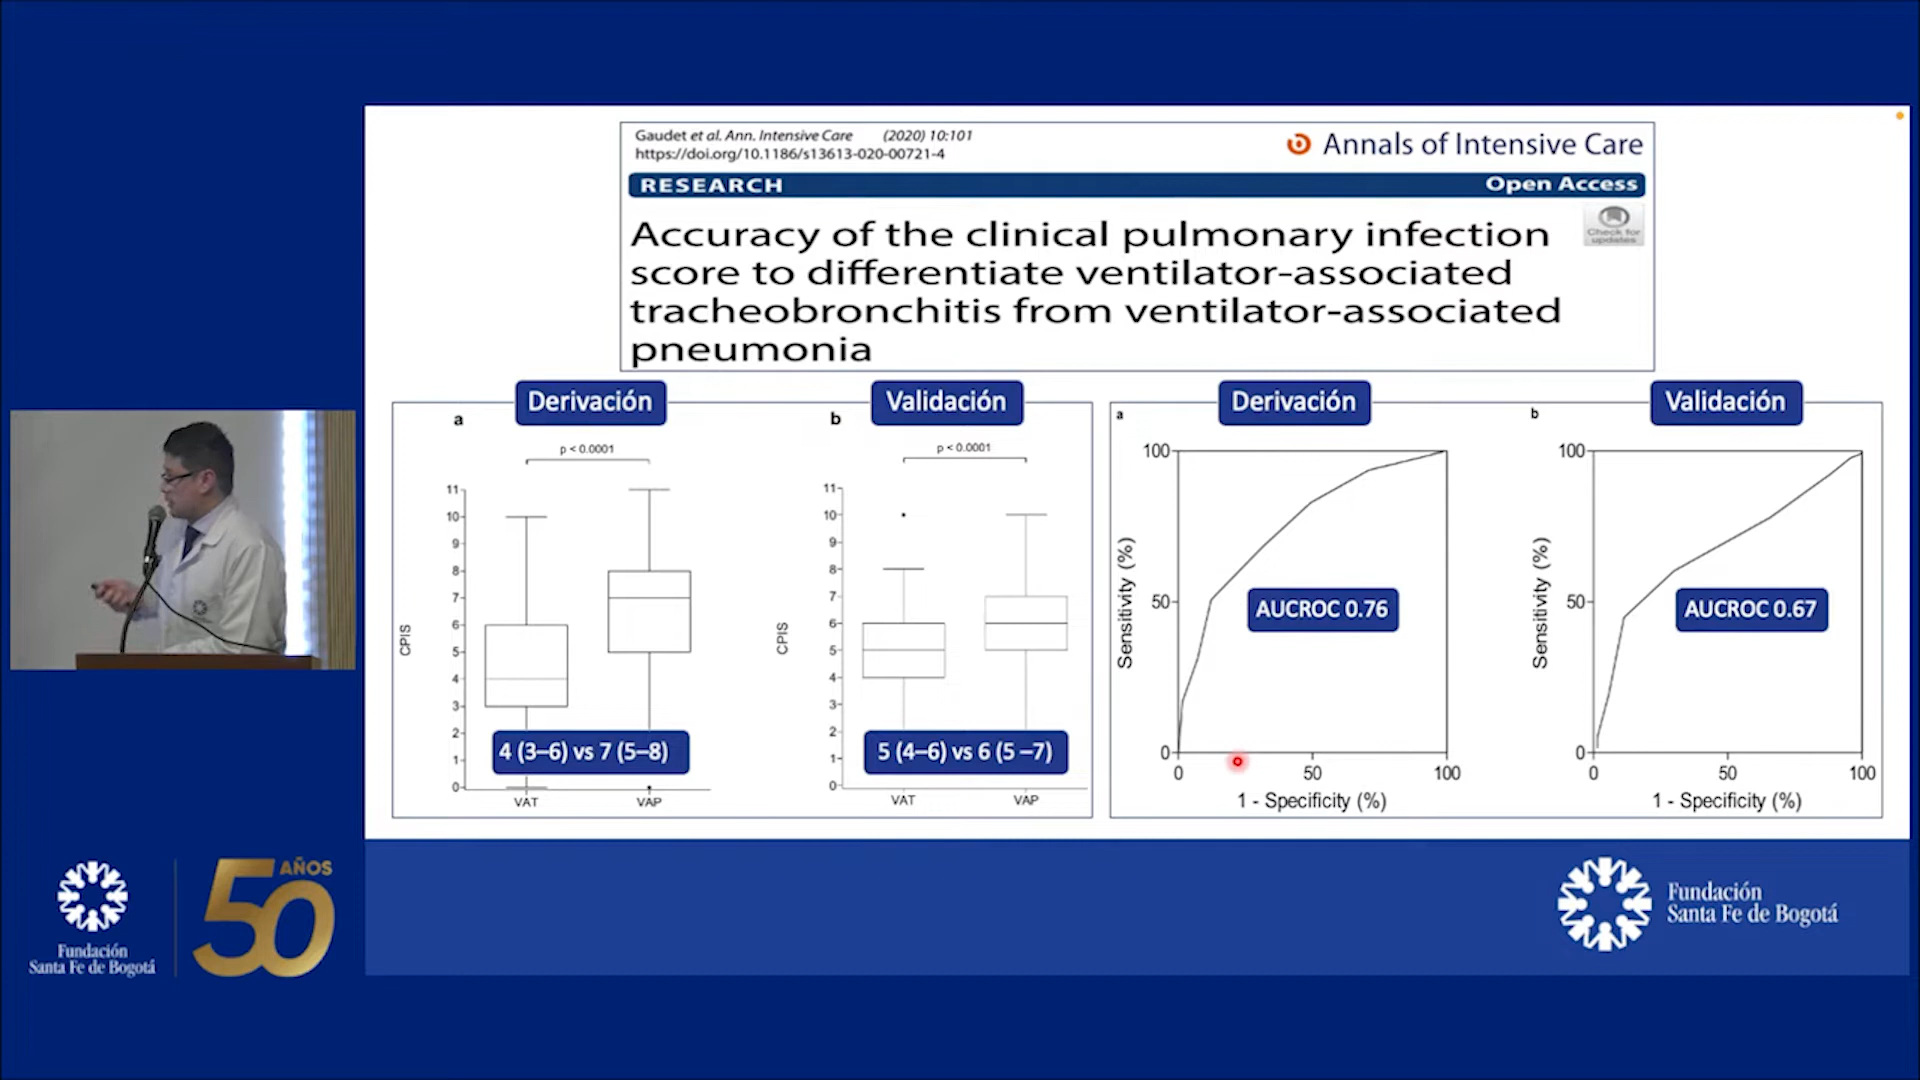 Gaudet et al. Ann. Intensive Care (2020) 10:101
https://doi.org/10.1186/s13613-020-00721-4
Annals of Intensive Care
RESEARCH
Open Access
Accuracy of the clinical pulmonary infection
score to differentiate ventilator-associated
tracheobronchitis from ventilator-associated
pneumonia
Check for
updates
Derivación
Validación
a
b
p < 0.0001
p < 0.0001
CPIS
11
10
9
8
7
6
5
4
3
2
1
0
4 (3–6) vs 7 (5–8)
VAT
VAP
CPIS
11
10
9
8
7
6
5
4
3
2
1
0
5 (4–6) vs 6 (5 –7)
VAT
VAP
Derivación
Validación
a
b
Sensitivity (%)
100
50
0
AUCROC 0.76
0
50
100
1 - Specificity (%)
Sensitivity (%)
100
50
0
AUCROC 0.67
0
50
100
1 - Specificity (%)
Fundación
Santa Fe de Bogotá
50
AÑOS
Fundación
Santa Fe de Bogotá